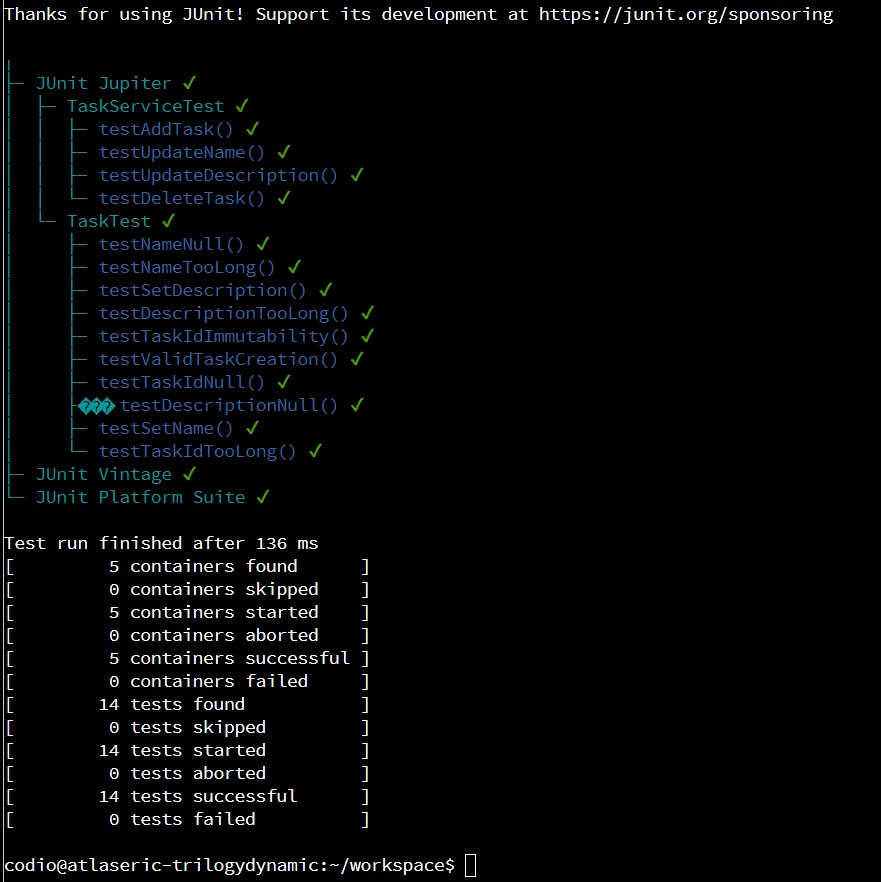 Thanks for using JUnit! Support its development at https://junit.org/sponsoring
╷
├─ JUnit Jupiter ✔
│  ├─ TaskServiceTest ✔
│  │  ├─ testAddTask() ✔
│  │  ├─ testUpdateName() ✔
│  │  ├─ testUpdateDescription() ✔
│  │  └─ testDeleteTask() ✔
│  └─ TaskTest ✔
│     ├─ testNameNull() ✔
│     ├─ testNameTooLong() ✔
│     ├─ testSetDescription() ✔
│     ├─ testDescriptionTooLong() ✔
│     ├─ testTaskIdImmutability() ✔
│     ├─ testValidTaskCreation() ✔
│     ├─ testTaskIdNull() ✔
│     ├��� testDescriptionNull() ✔
│     ├─ testSetName() ✔
│     └─ testTaskIdTooLong() ✔
├─ JUnit Vintage ✔
└─ JUnit Platform Suite ✔
Test run finished after 136 ms
[         5 containers found      ]
[         0 containers skipped    ]
[         5 containers started    ]
[         0 containers aborted    ]
[         5 containers successful ]
[         0 containers failed     ]
[        14 tests found           ]
[         0 tests skipped         ]
[        14 tests started         ]
[         0 tests aborted         ]
[        14 tests successful      ]
[         0 tests failed          ]
codio@atlaseric-trilogydynamic:~/workspace$